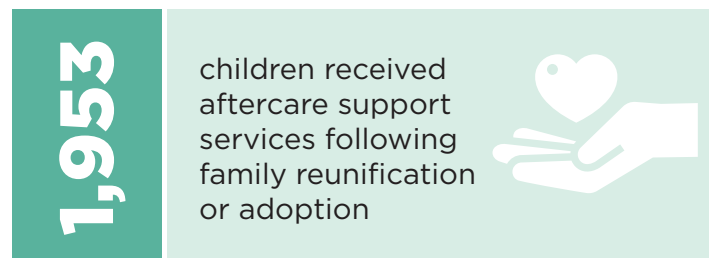 1,953
children received
aftercare support
services following
family reunification
or adoption